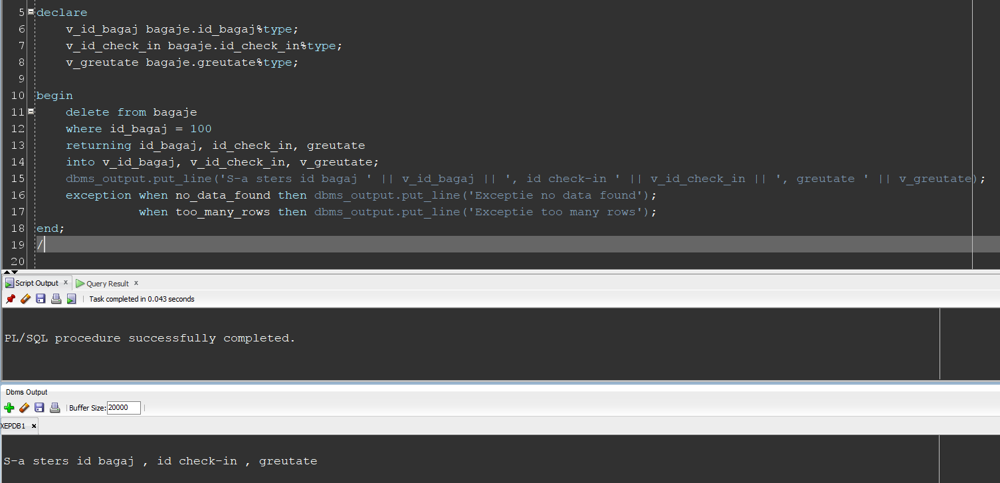 5 declare
6 v_id_bagaj bagaje.id_bagaj%type;
7 v_id_check_in bagaje.id_check_in%type;
8 v_greutate bagaje.greutate%type;
9
10 begin
11 delete from bagaje
12 where id_bagaj = 100
13 returning id_bagaj, id_check_in, greutate
14 into v_id_bagaj, v_id_check_in, v_greutate;
15 dbms_output.put_line('S-a sters id bagaj ' || v_id_bagaj || ', id check-in ' || v_id_check_in || ', greutate ' || v_greutate);
16 exception when no_data_found then dbms_output.put_line('Exceptie no data found');
17 when too_many_rows then dbms_output.put_line('Exceptie too many rows');
18 end;
19 /
20
Script Output x Query Result x
Task completed in 0.043 seconds
PL/SQL procedure successfully completed.
Dbms Output
Buffer Size: 20000
XEPDB1 x
S-a sters id bagaj , id check-in , greutate